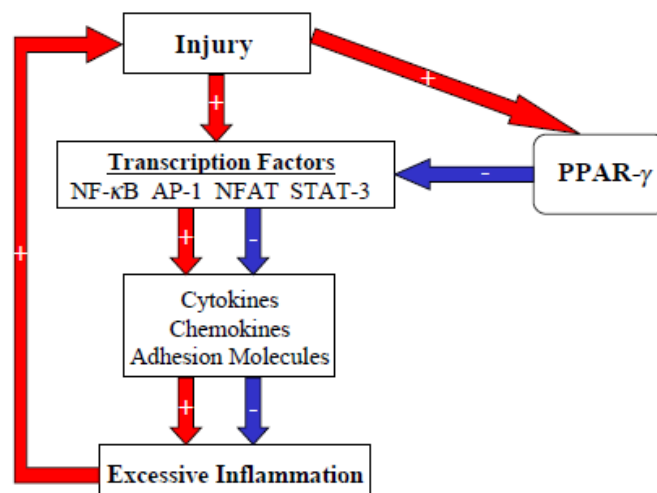 Injury
+
+
Transcription Factors
NF-κB AP-1 NFAT STAT-3
-
PPAR-γ
+
-
+
Cytokines
Chemokines
Adhesion Molecules
+
-
Excessive Inflammation